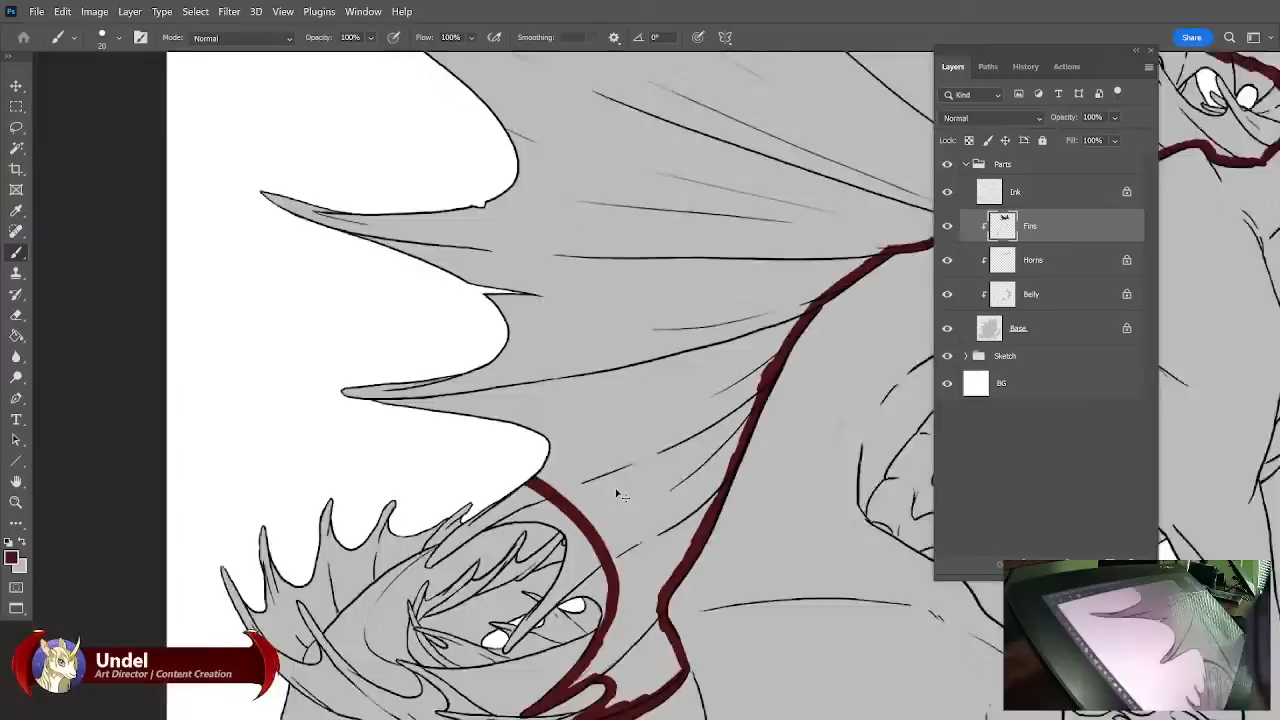 Ps File Edit Image Layer Type Select Filter 3D View Plugins Window Help
20 Mode: Normal Opacity: 100% Flow: 100% Smoothing: 0° Share
Layers Paths History Actions
Kind
Normal Opacity: 100%
Lock: Fill: 100%
Parts
Ink
Fins
Horns
Belly
Base
Sketch
BG
Undel
Art Director | Content Creation